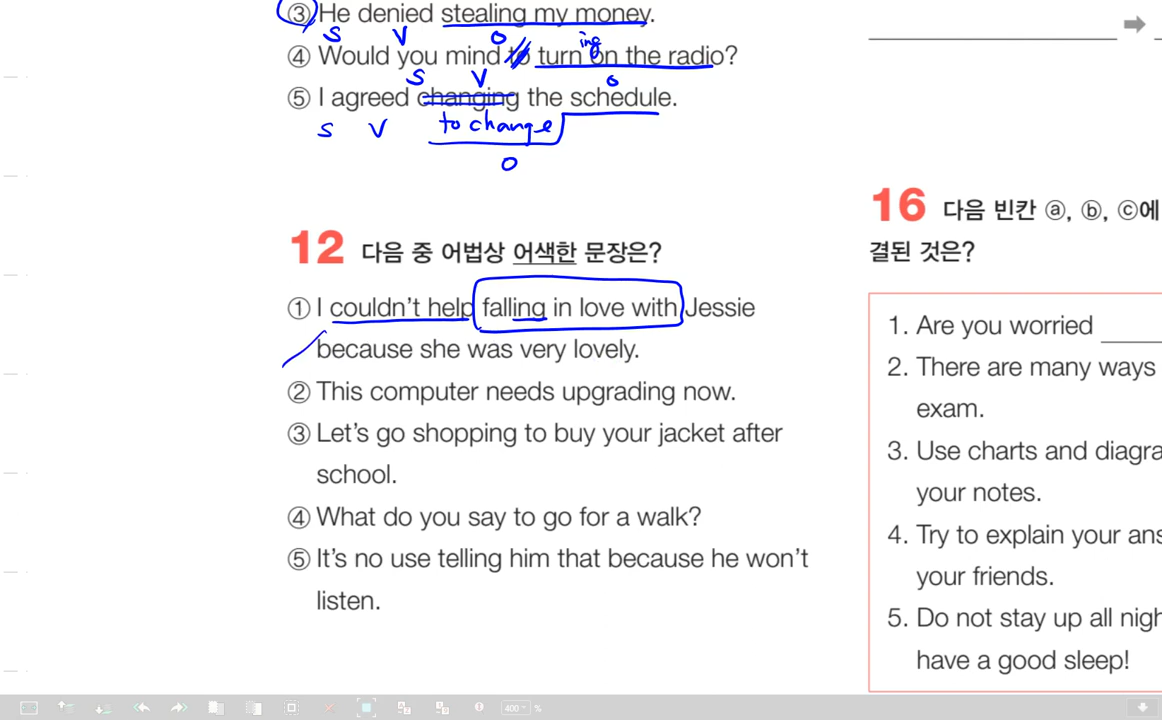 ③ He denied stealing my money.
S V O
④ Would you mind to turn on the radio?
ing
S V O
⑤ I agreed changing the schedule.
S V to change
O
12 다음 중 어법상 어색한 문장은?
① I couldn't help falling in love with Jessie
because she was very lovely.
② This computer needs upgrading now.
③ Let's go shopping to buy your jacket after
school.
④ What do you say to go for a walk?
⑤ It's no use telling him that because he won't
listen.
16 다음 빈칸 ⓐ, ⓑ, ⓒ에
결된 것은?
1. Are you worried
2. There are many ways
exam.
3. Use charts and diagra
your notes.
4. Try to explain your ans
your friends.
5. Do not stay up all nigh
have a good sleep!
400 %